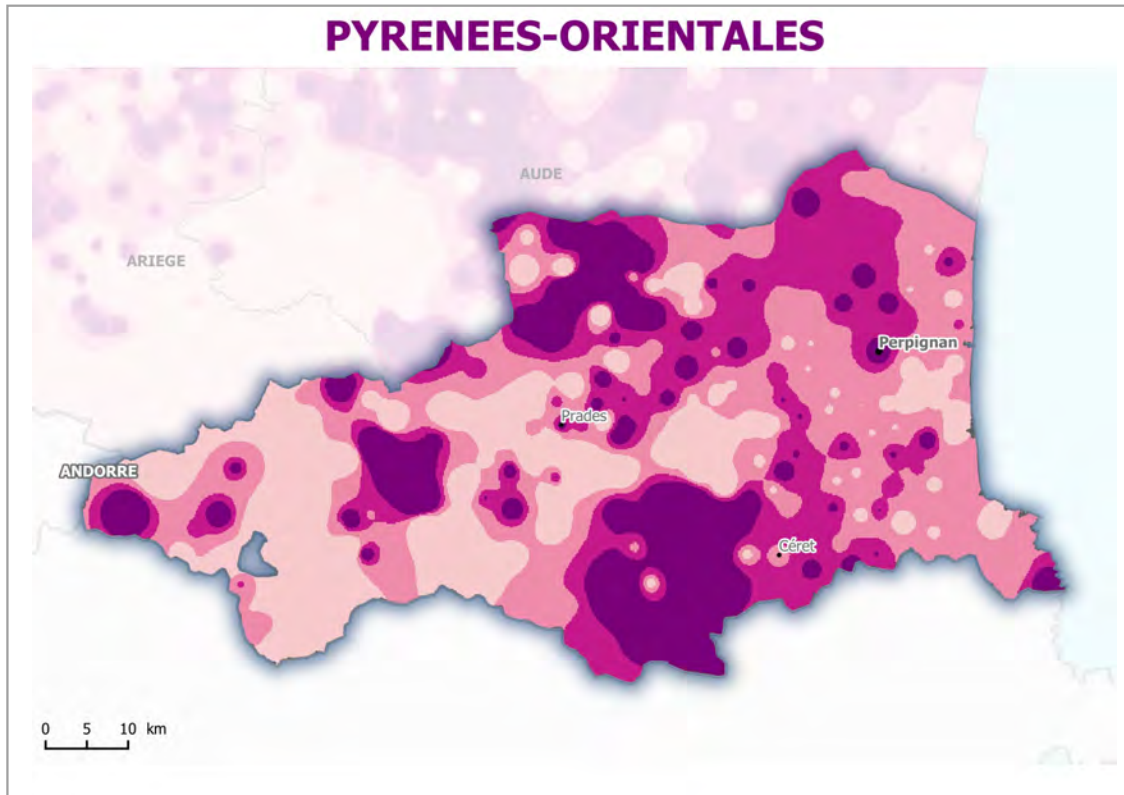 PYRENEES-ORIENTALES
AUDE
ARIEGE
Perpignan
Prades
ANDORRE
Céret
0 5 10 km